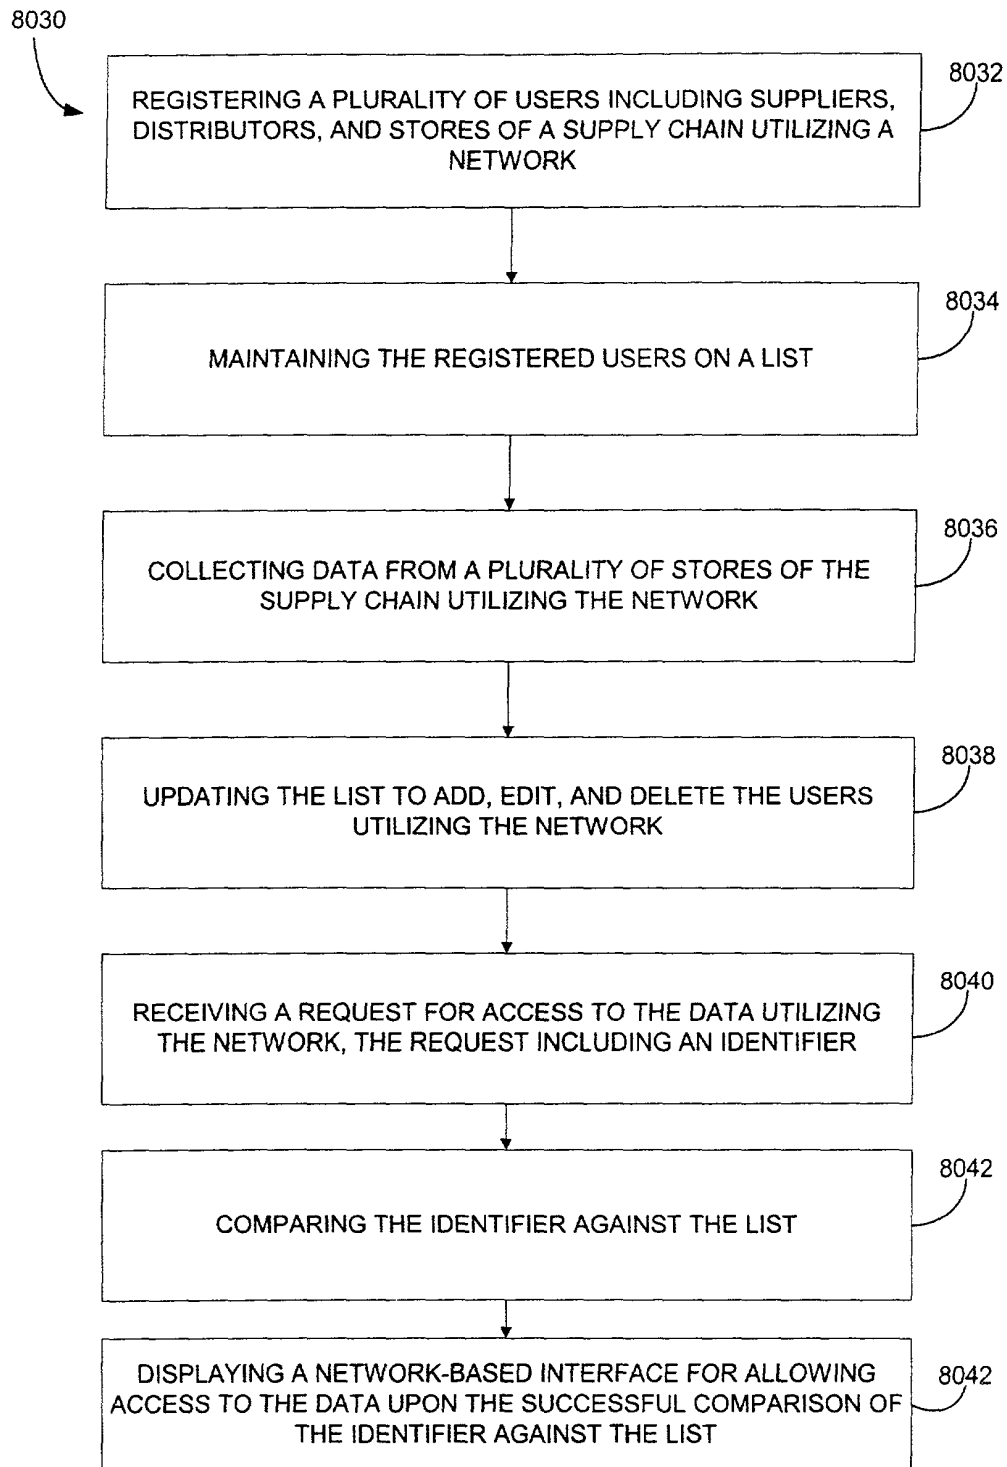 8030
8032
REGISTERING A PLURALITY OF USERS INCLUDING SUPPLIERS,
DISTRIBUTORS, AND STORES OF A SUPPLY CHAIN UTILIZING A
NETWORK
8034
MAINTAINING THE REGISTERED USERS ON A LIST
8036
COLLECTING DATA FROM A PLURALITY OF STORES OF THE
SUPPLY CHAIN UTILIZING THE NETWORK
8038
UPDATING THE LIST TO ADD, EDIT, AND DELETE THE USERS
UTILIZING THE NETWORK
8040
RECEIVING A REQUEST FOR ACCESS TO THE DATA UTILIZING
THE NETWORK, THE REQUEST INCLUDING AN IDENTIFIER
8042
COMPARING THE IDENTIFIER AGAINST THE LIST
8042
DISPLAYING A NETWORK-BASED INTERFACE FOR ALLOWING
ACCESS TO THE DATA UPON THE SUCCESSFUL COMPARISON OF
THE IDENTIFIER AGAINST THE LIST